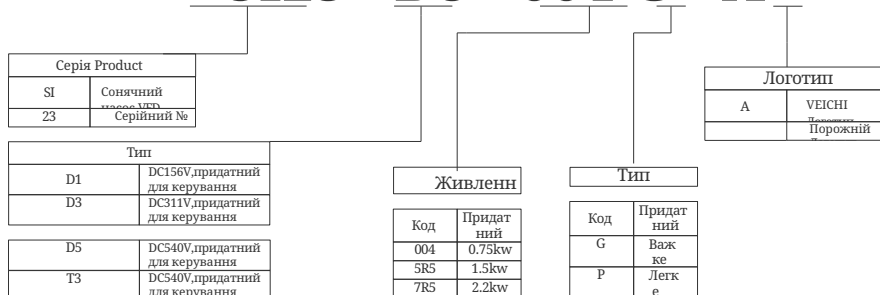 Серія Product
SI
Сонячний
23
Серійний №
Логотип
A
VEICHI
Порожній
Тип
D1
DC156V,придатний
для керування
D3
DC311V,придатний
для керування
D5
DC540V,придатний
для керування
T3
DC540V,придатний
для керування
Живленн
Код
Придат
ний
004
0.75kw
5R5
1.5kw
7R5
2.2kw
Тип
Код
Придат
ний
G
Важ
ке
P
Легк
е